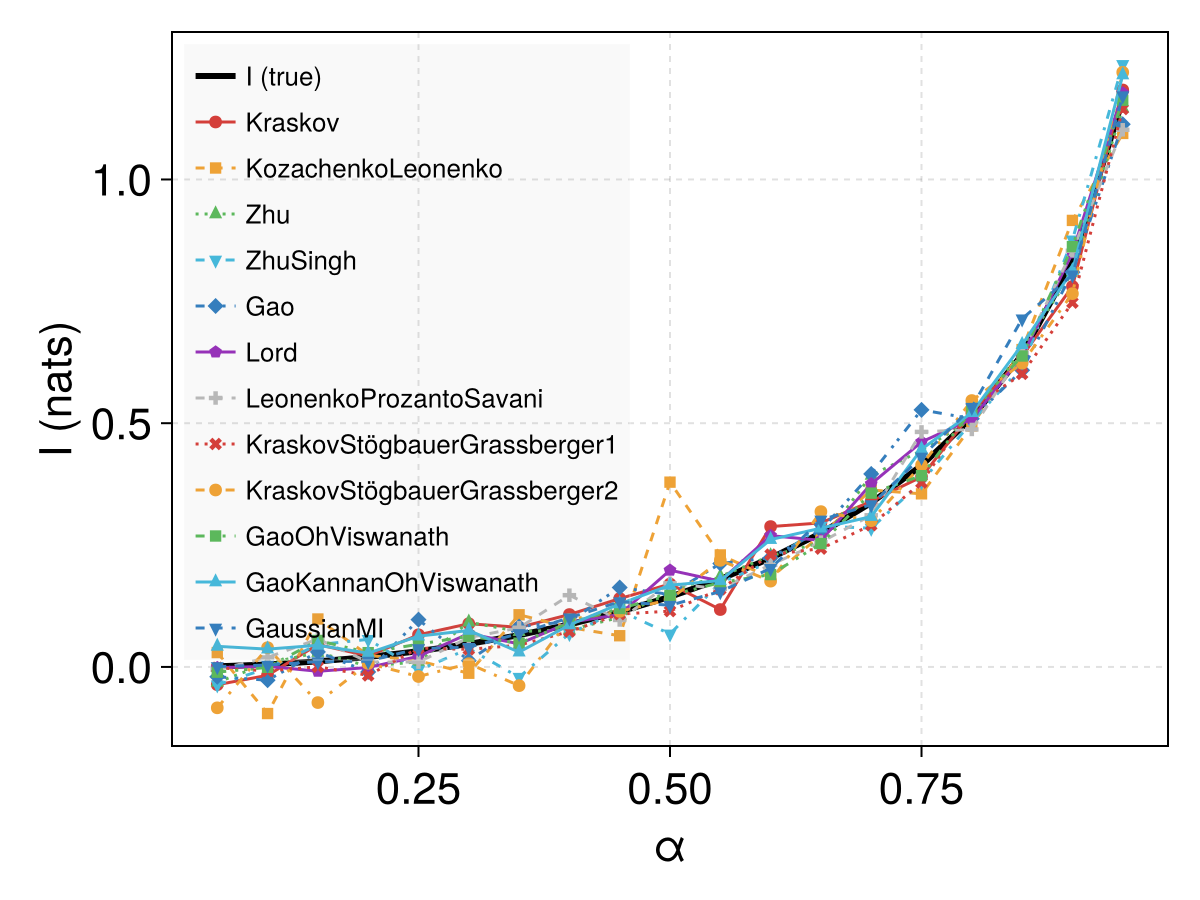 I (true)
Kraskov
KozachenkoLeonenko
Zhu
ZhuSingh
Gao
Lord
LeonenkoProzantoSavani
KraskovStögbauerGrassberger1
KraskovStögbauerGrassberger2
GaoOhViswanath
GaoKannanOhViswanath
GaussianMI
I (nats)
1.0
0.5
0.0
0.25 0.50 0.75
α